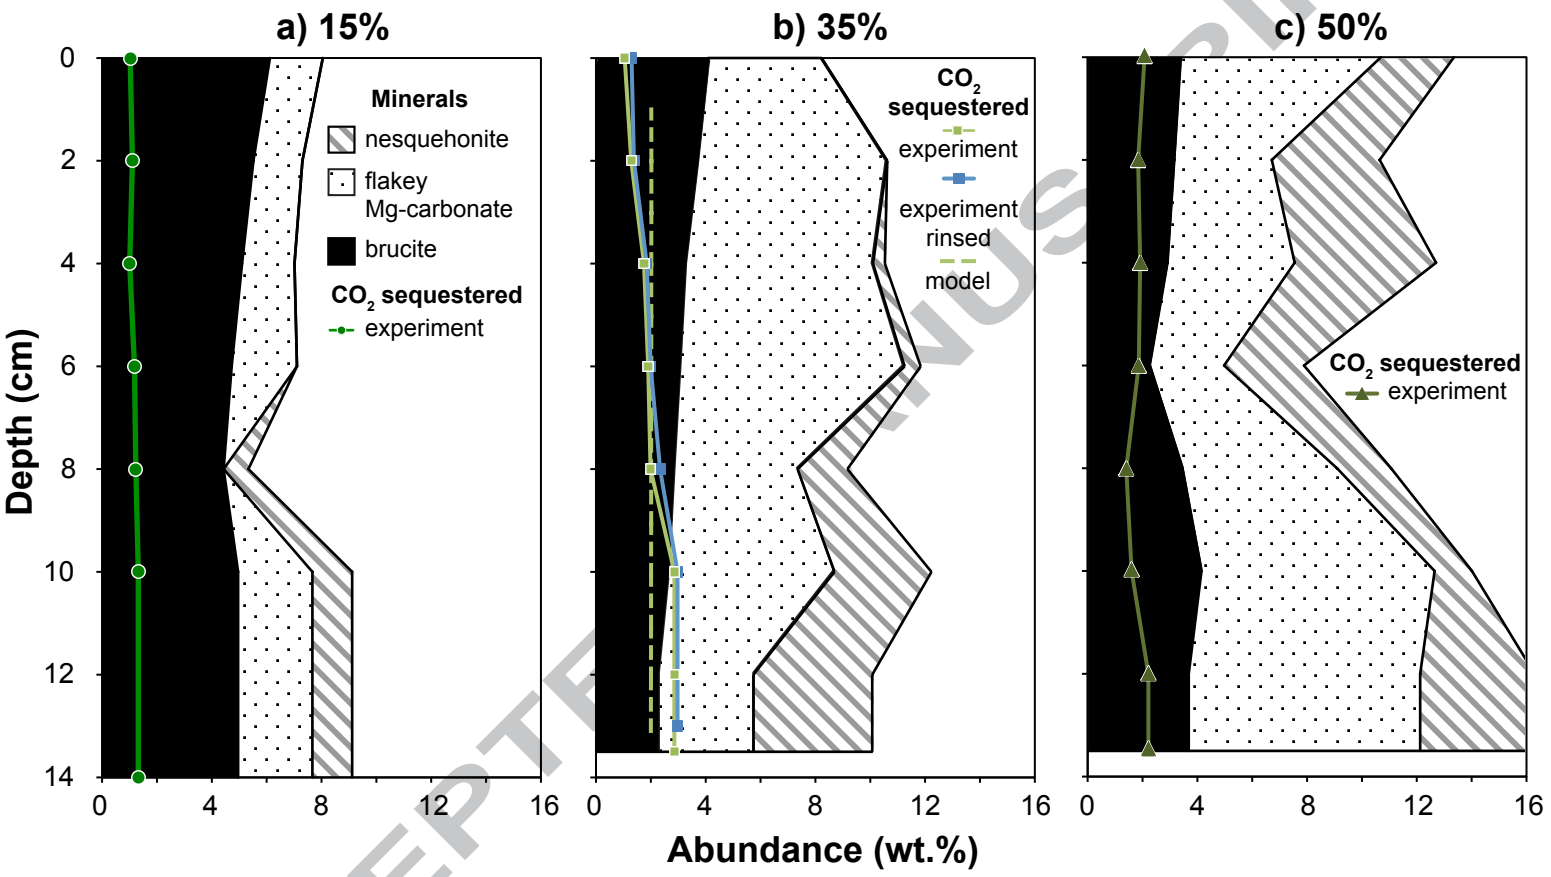 a) 15%
b) 35%
c) 50%
Depth (cm)
0
2
4
6
8
10
12
14
Minerals
nesquehonite
flakey
Mg-carbonate
brucite
CO2 sequestered
experiment
0
4
8
12
16
CO2
sequestered
experiment
experiment
rinsed
model
0
4
8
12
16
CO2 sequestered
experiment
0
4
8
12
16
Abundance (wt.%)